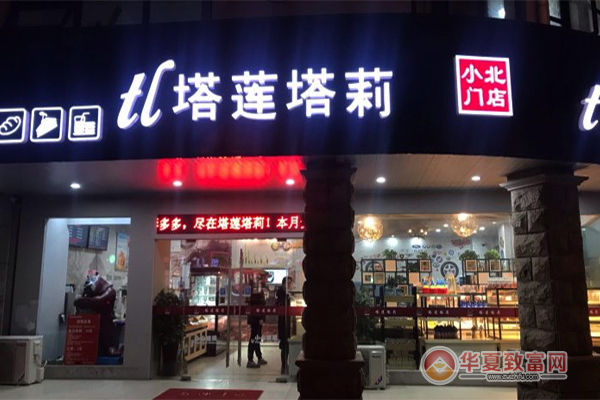 tl 塔莲塔莉
小北
门店
多多，尽在塔莲塔莉！本月
华夏致富网